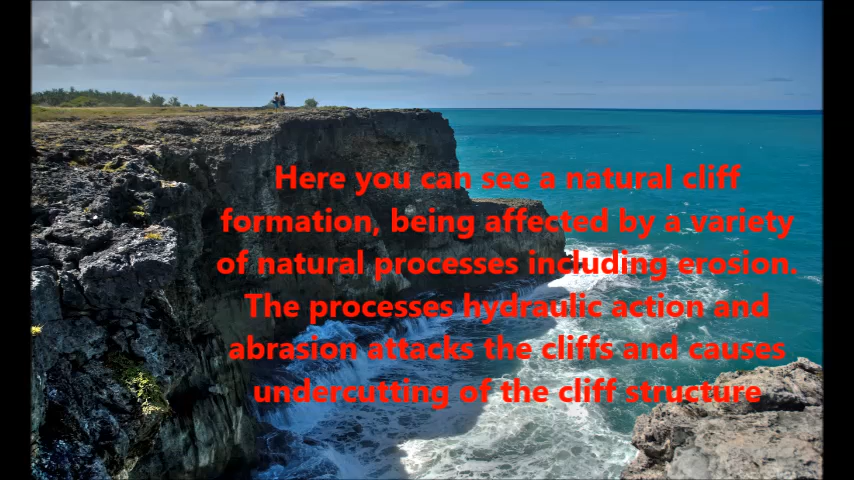 Here you can see a natural cliff
formation, being affected by a variety
of natural processes including erosion.
The processes hydraulic action and
abrasion attacks the cliffs and causes
undercutting of the cliff structure